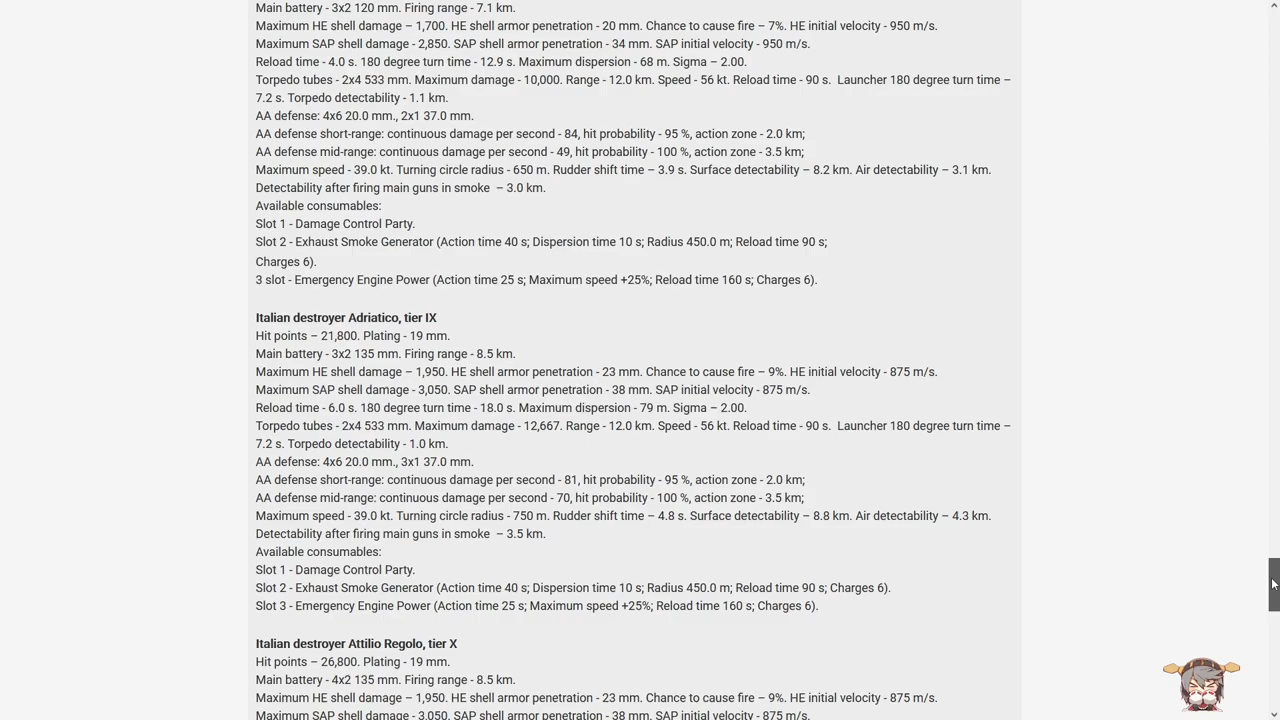 Main battery - 3x2 120 mm. Firing range - 7.1 km.
Maximum HE shell damage – 1,700. HE shell armor penetration - 20 mm. Chance to cause fire – 7%. HE initial velocity - 950 m/s.
Maximum SAP shell damage - 2,850. SAP shell armor penetration - 34 mm. SAP initial velocity - 950 m/s.
Reload time - 4.0 s. 180 degree turn time - 12.9 s. Maximum dispersion - 68 m. Sigma – 2.00.
Torpedo tubes - 2x4 533 mm. Maximum damage - 10,000. Range - 12.0 km. Speed - 56 kt. Reload time - 90 s.  Launcher 180 degree turn time –
7.2 s. Torpedo detectability - 1.1 km.
AA defense: 4x6 20.0 mm., 2x1 37.0 mm.
AA defense short-range: continuous damage per second - 84, hit probability - 95 %, action zone - 2.0 km;
AA defense mid-range: continuous damage per second - 49, hit probability - 100 %, action zone - 3.5 km;
Maximum speed - 39.0 kt. Turning circle radius - 650 m. Rudder shift time – 3.9 s. Surface detectability – 8.2 km. Air detectability – 3.1 km.
Detectability after firing main guns in smoke  – 3.0 km.
Available consumables:
Slot 1 - Damage Control Party.
Slot 2 - Exhaust Smoke Generator (Action time 40 s; Dispersion time 10 s; Radius 450.0 m; Reload time 90 s;
Charges 6).
3 slot - Emergency Engine Power (Action time 25 s; Maximum speed +25%; Reload time 160 s; Charges 6).
Italian destroyer Adriatico, tier IX
Hit points – 21,800. Plating - 19 mm.
Main battery - 3x2 135 mm. Firing range - 8.5 km.
Maximum HE shell damage – 1,950. HE shell armor penetration - 23 mm. Chance to cause fire – 9%. HE initial velocity - 875 m/s.
Maximum SAP shell damage - 3,050. SAP shell armor penetration - 38 mm. SAP initial velocity - 875 m/s.
Reload time - 6.0 s. 180 degree turn time - 18.0 s. Maximum dispersion - 79 m. Sigma – 2.00.
Torpedo tubes - 2x4 533 mm. Maximum damage - 12,667. Range - 12.0 km. Speed - 56 kt. Reload time - 90 s.  Launcher 180 degree turn time –
7.2 s. Torpedo detectability - 1.0 km.
AA defense: 4x6 20.0 mm., 3x1 37.0 mm.
AA defense short-range: continuous damage per second - 81, hit probability - 95 %, action zone - 2.0 km;
AA defense mid-range: continuous damage per second - 70, hit probability - 100 %, action zone - 3.5 km;
Maximum speed - 39.0 kt. Turning circle radius - 750 m. Rudder shift time – 4.8 s. Surface detectability – 8.8 km. Air detectability – 4.3 km.
Detectability after firing main guns in smoke  – 3.5 km.
Available consumables:
Slot 1 - Damage Control Party.
Slot 2 - Exhaust Smoke Generator (Action time 40 s; Dispersion time 10 s; Radius 450.0 m; Reload time 90 s; Charges 6).
Slot 3 - Emergency Engine Power (Action time 25 s; Maximum speed +25%; Reload time 160 s; Charges 6).
Italian destroyer Attilio Regolo, tier X
Hit points – 26,800. Plating - 19 mm.
Main battery - 4x2 135 mm. Firing range - 8.5 km.
Maximum HE shell damage – 1,950. HE shell armor penetration - 23 mm. Chance to cause fire – 9%. HE initial velocity - 875 m/s.
Maximum SAP shell damage - 3,050. SAP shell armor penetration - 38 mm. SAP initial velocity - 875 m/s.